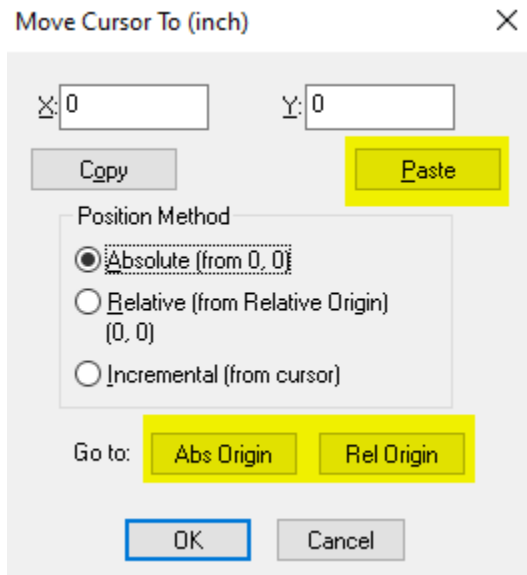 Move Cursor To (inch)
X: 0 Y: 0
Copy Paste
Position Method
Absolute (from 0, 0)
Relative (from Relative Origin)
(0, 0)
Incremental (from cursor)
Go to: Abs Origin Rel Origin
OK Cancel